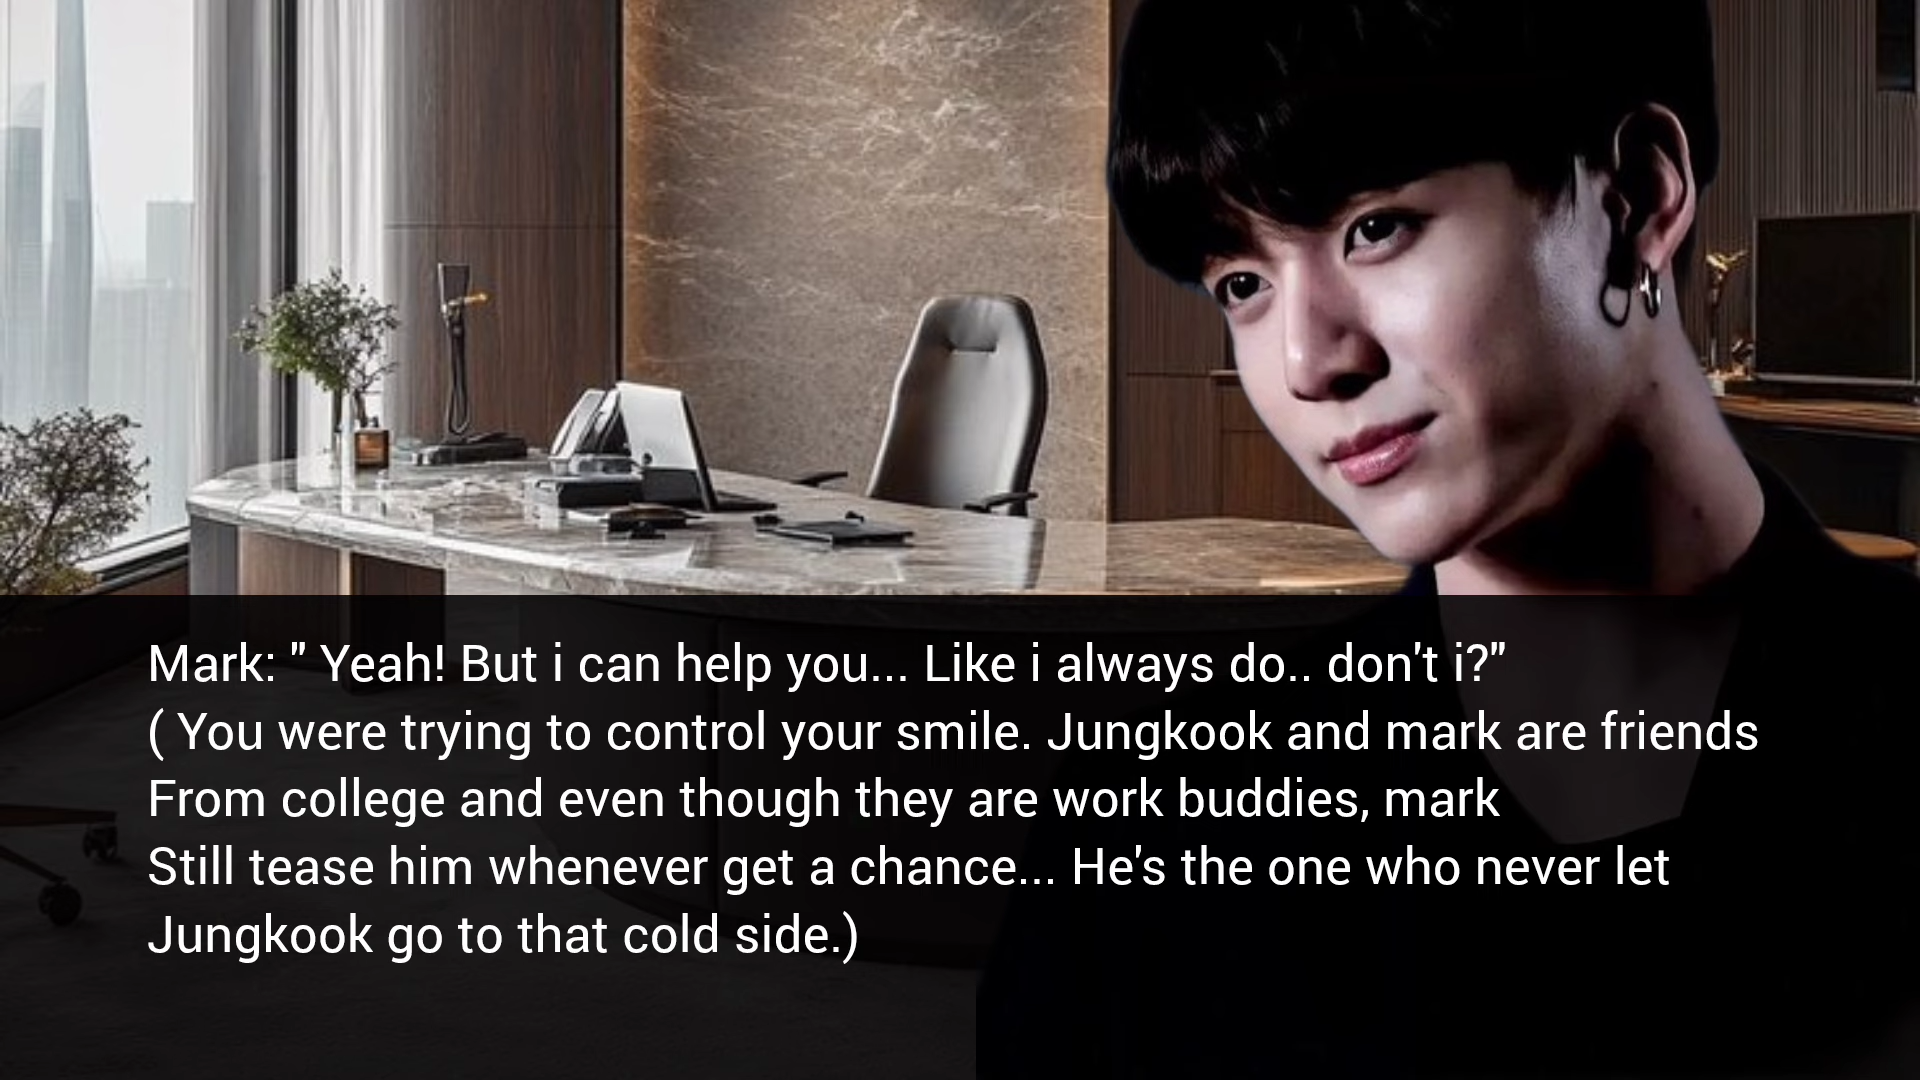 Mark: " Yeah! But i can help you... Like i always do.. don't i?"
( You were trying to control your smile. Jungkook and mark are friends
From college and even though they are work buddies, mark
Still tease him whenever get a chance... He's the one who never let
Jungkook go to that cold side.)